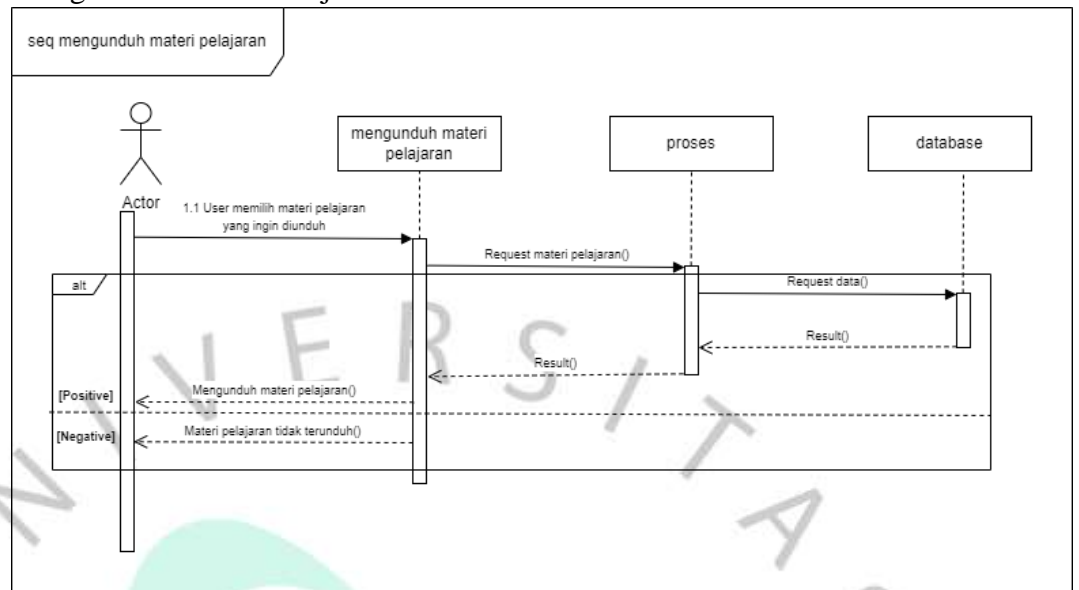 seq mengunduh materi pelajaran
mengunduh materi
pelajaran
proses
database
Actor
1.1 User memilih materi pelajaran
yang ingin diunduh
Request materi pelajaran()
alt
Request data()
Result()
Result()
[Positive]
Mengunduh materi pelajaran()
[Negative]
Materi pelajaran tidak terunduh()
NIVERSITA